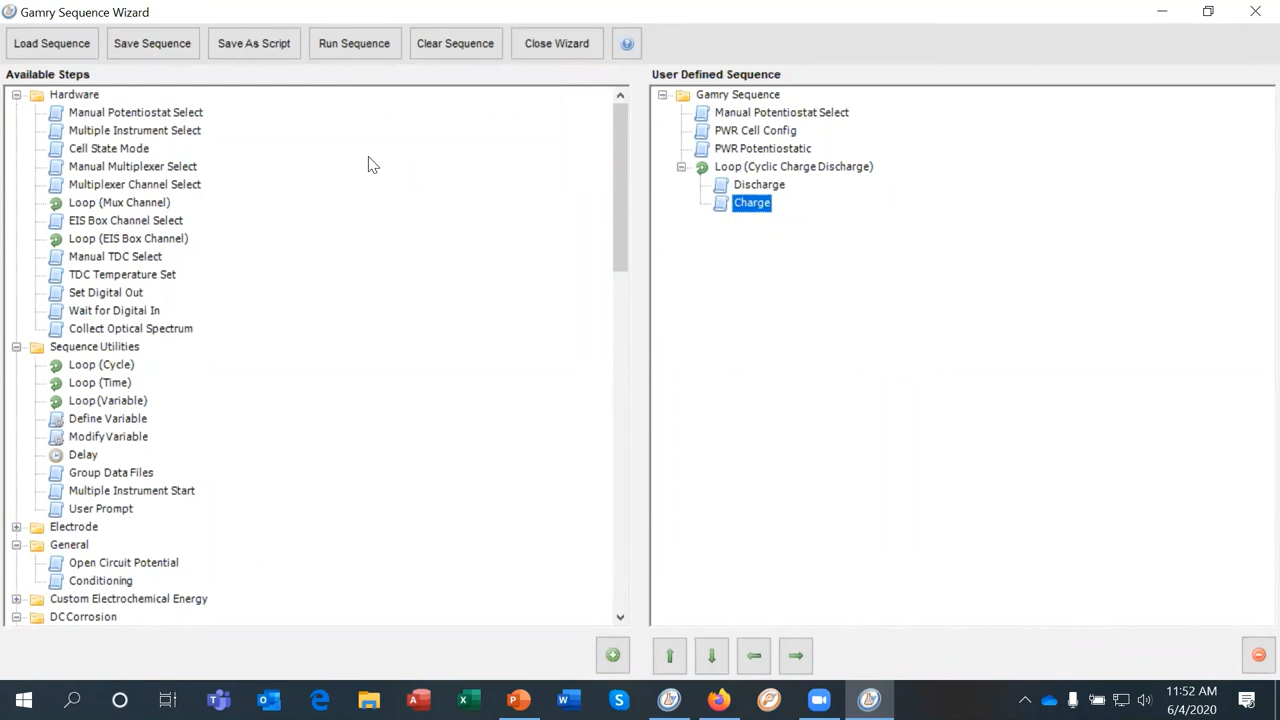 Gamry Sequence Wizard
Load Sequence
Save Sequence
Save As Script
Run Sequence
Clear Sequence
Close Wizard
Available Steps
Hardware
Manual Potentiostat Select
Multiple Instrument Select
Cell State Mode
Manual Multiplexer Select
Multiplexer Channel Select
Loop (Mux Channel)
EIS Box Channel Select
Loop (EIS Box Channel)
Manual TDC Select
TDC Temperature Set
Set Digital Out
Wait for Digital In
Collect Optical Spectrum
Sequence Utilities
Loop (Cycle)
Loop (Time)
Loop (Variable)
Define Variable
Modify Variable
Delay
Group Data Files
Multiple Instrument Start
User Prompt
Electrode
General
Open Circuit Potential
Conditioning
Custom Electrochemical Energy
DC Corrosion
User Defined Sequence
Gamry Sequence
Manual Potentiostat Select
PWR Cell Config
PWR Potentiostatic
Loop (Cyclic Charge Discharge)
Discharge
Charge
11:52 AM
6/4/2020